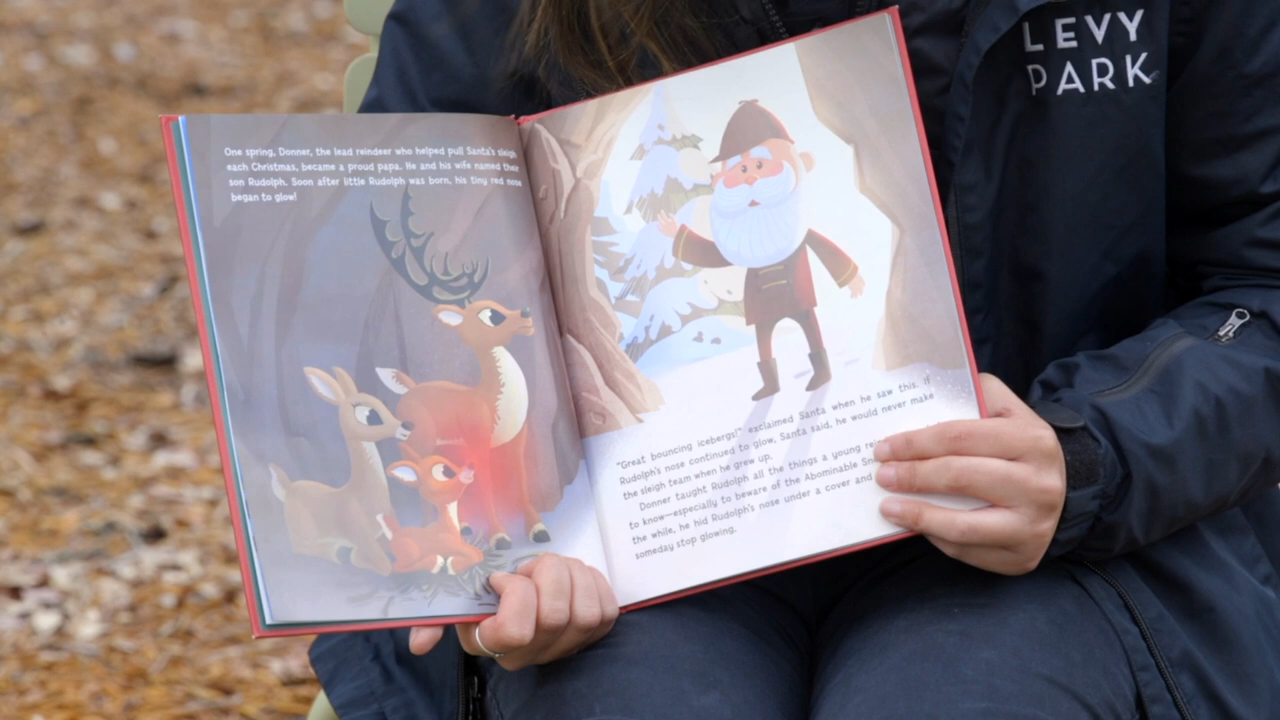 One spring, Donner, the lead reindeer who helped pull Santa's sleigh
each Christmas, became a proud papa. He and his wife named their
son Rudolph. Soon after little Rudolph was born, his tiny red nose
began to glow!
"Great bouncing icebergs!" exclaimed Santa when he saw this. If
Rudolph's nose continued to glow, Santa said, he would never make
the sleigh team when he grew up.
Donner taught Rudolph all the things a young
to know—especially to beware of the Abominable
the while, he hid Rudolph's nose under a cover and
someday stop glowing.
LEVY
PARK